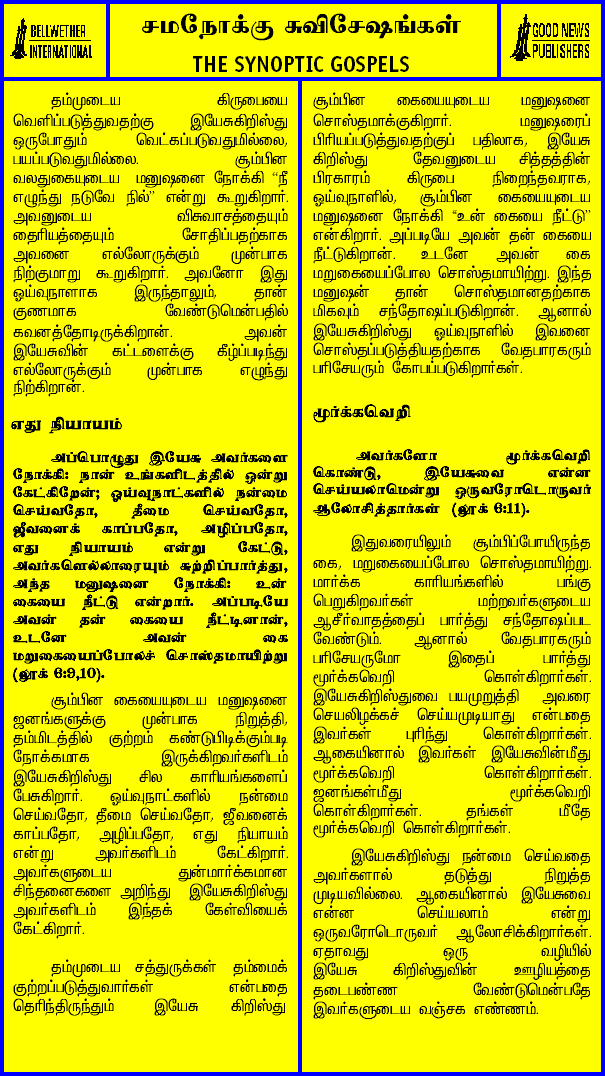 BELLWETHER
INTERNATIONAL
சமநோக்கு சுவிசேஷங்கள்
THE SYNOPTIC GOSPELS
GOOD NEWS
PUBLISHERS
தம்முடைய கிருபையை
வெளிப்படுத்துவதற்கு இயேசுகிறிஸ்து
ஒருபோதும் வெட்கப்படுவதுமில்லை,
பயப்படுவதுமில்லை. சூம்பின
வலதுகையுடைய மனுஷனை நோக்கி “நீ
எழுந்து நடுவே நில்” என்று கூறுகிறார்.
அவனுடைய விசுவாசத்தையும்
தைரியத்தையும் சோதிப்பதற்காக
அவனை எல்லோருக்கும் முன்பாக
நிற்குமாறு கூறுகிறார். அவனோ இது
ஓய்வுநாளாக இருந்தாலும், தான்
குணமாக வேண்டுமென்பதில்
கவனத்தோடிருக்கிறான். அவன்
இயேசுவின் கட்டளைக்கு கீழ்ப்படிந்து
எல்லோருக்கும் முன்பாக எழுந்து
நிற்கிறான்.
எது நியாயம்
அப்பொழுது இயேசு அவர்களை
நோக்கி: நான் உங்களிடத்தில் ஒன்று
கேட்கிறேன்; ஓய்வுநாட்களில் நன்மை
செய்வதோ, தீமை செய்வதோ,
ஜீவனைக் காப்பதோ, அழிப்பதோ,
எது நியாயம் என்று கேட்டு,
அவர்களெல்லாரையும் சுற்றிப்பார்த்து,
அந்த மனுஷனை நோக்கி: உன்
கையை நீட்டு என்றார். அப்படியே
அவன் தன் கையை நீட்டினான்,
உடனே அவன் கை
மறுகையைப்போலச் சொஸ்தமாயிற்று
(லூக் 6:9,10).
சூம்பின கையையுடைய மனுஷனை
ஜனங்களுக்கு முன்பாக நிறுத்தி,
தம்மிடத்தில் குற்றம் கண்டுபிடிக்கும்படி
நோக்கமாக இருக்கிறவர்களிடம்
இயேசுகிறிஸ்து சில காரியங்களைப்
பேசுகிறார். ஓய்வுநாட்களில் நன்மை
செய்வதோ, தீமை செய்வதோ, ஜீவனைக்
காப்பதோ, அழிப்பதோ, எது நியாயம்
என்று அவர்களிடம் கேட்கிறார்.
அவர்களுடைய துன்மார்க்கமான
சிந்தனைகளை அறிந்து இயேசுகிறிஸ்து
அவர்களிடம் இந்தக் கேள்வியைக்
கேட்கிறார்.
தம்முடைய சத்துருக்கள் தம்மைக்
குற்றப்படுத்துவார்கள் என்பதை
தெரிந்திருந்தும் இயேசு கிறிஸ்து
சூம்பின கையையுடைய மனுஷனை
சொஸ்தமாக்குகிறார். மனுஷரைப்
பிரியப்படுத்துவதற்குப் பதிலாக, இயேசு
கிறிஸ்து தேவனுடைய சித்தத்தின்
பிரகாரம் கிருபை நிறைந்தவராக,
ஓய்வுநாளில், சூம்பின கையையுடைய
மனுஷனை நோக்கி “உன் கையை நீட்டு”
என்கிறார். அப்படியே அவன் தன் கையை
நீட்டுகிறான். உடனே அவன் கை
மறுகையைப்போல சொஸ்தமாயிற்று. இந்த
மனுஷன் தான் சொஸ்தமானதற்காக
மிகவும் சந்தோஷப்படுகிறான். ஆனால்
இயேசுகிறிஸ்து ஓய்வுநாளில் இவனை
சொஸ்தப்படுத்தியதற்காக வேதபாரகரும்
பரிசேயரும் கோபப்படுகிறார்கள்.
மூர்க்கவெறி
அவர்களோ மூர்க்கவெறி
கொண்டு, இயேசுவை என்ன
செய்யலாமென்று ஒருவரோடொருவர்
ஆலோசித்தார்கள் (லூக் 6:11).
இதுவரையிலும் சூம்பிப்போயிருந்த
கை, மறுகையைப்போல சொஸ்தமாயிற்று.
மார்க்க காரியங்களில் பங்கு
பெறுகிறவர்கள் மற்றவர்களுடைய
ஆசீர்வாதத்தைப் பார்த்து சந்தோஷப்பட
வேண்டும். ஆனால் வேதபாரகரும்
பரிசேயருமோ இதைப் பார்த்து
மூர்க்கவெறி கொள்கிறார்கள்.
இயேசுகிறிஸ்துவை பயமுறுத்தி அவரை
செயலிழக்கச் செய்யமுடியாது என்பதை
இவர்கள் புரிந்து கொள்கிறார்கள்.
ஆகையினால் இவர்கள் இயேசுவின்மீது
மூர்க்கவெறி கொள்கிறார்கள்.
ஜனங்கள்மீது மூர்க்கவெறி
கொள்கிறார்கள். தங்கள் மீதே
மூர்க்கவெறி கொள்கிறார்கள்.
இயேசுகிறிஸ்து நன்மை செய்வதை
அவர்களால் தடுத்து நிறுத்த
முடியவில்லை. ஆகையினால் இயேசுவை
என்ன செய்யலாம் என்று
ஒருவரோடொருவர் ஆலோசிக்கிறார்கள்.
ஏதாவது ஒரு வழியில்
இயேசு கிறிஸ்துவின் ஊழியத்தை
தடைபண்ண வேண்டுமென்பதே
இவர்களுடைய வஞ்சக எண்ணம்.